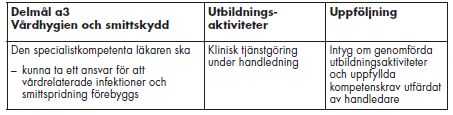 Delmål a3
Vårdhygien och smittskydd
Utbildnings-
aktiviteter
Uppföljning
Den specialistkompetenta läkaren ska
– kunna ta ett ansvar för att
vårdrelaterade infektioner och
smittspridning förebyggs
Klinisk tjänstgöring
under handledning
Intyg om genomförda
utbildningsaktiviteter
och uppfyllda
kompetenskrav utfärdat
av handledare